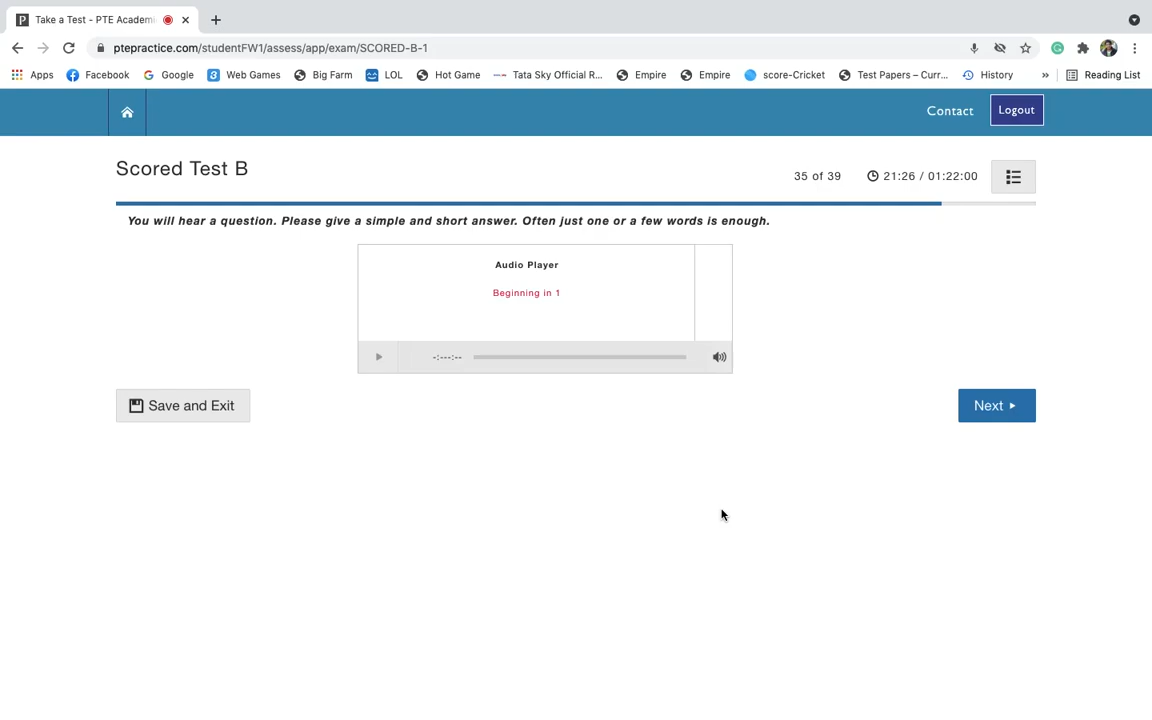 Take a Test - PTE Academi
ptepractice.com/studentFW1/assess/app/exam/SCORED-B-1
Apps Facebook Google Web Games Big Farm LOL Hot Game Tata Sky Official R... Empire Empire score-Cricket Test Papers – Curr... History » Reading List
Contact Logout
Scored Test B
35 of 39 21:26 / 01:22:00
You will hear a question. Please give a simple and short answer. Often just one or a few words is enough.
Audio Player
Beginning in 1
-:---:--
Save and Exit Next